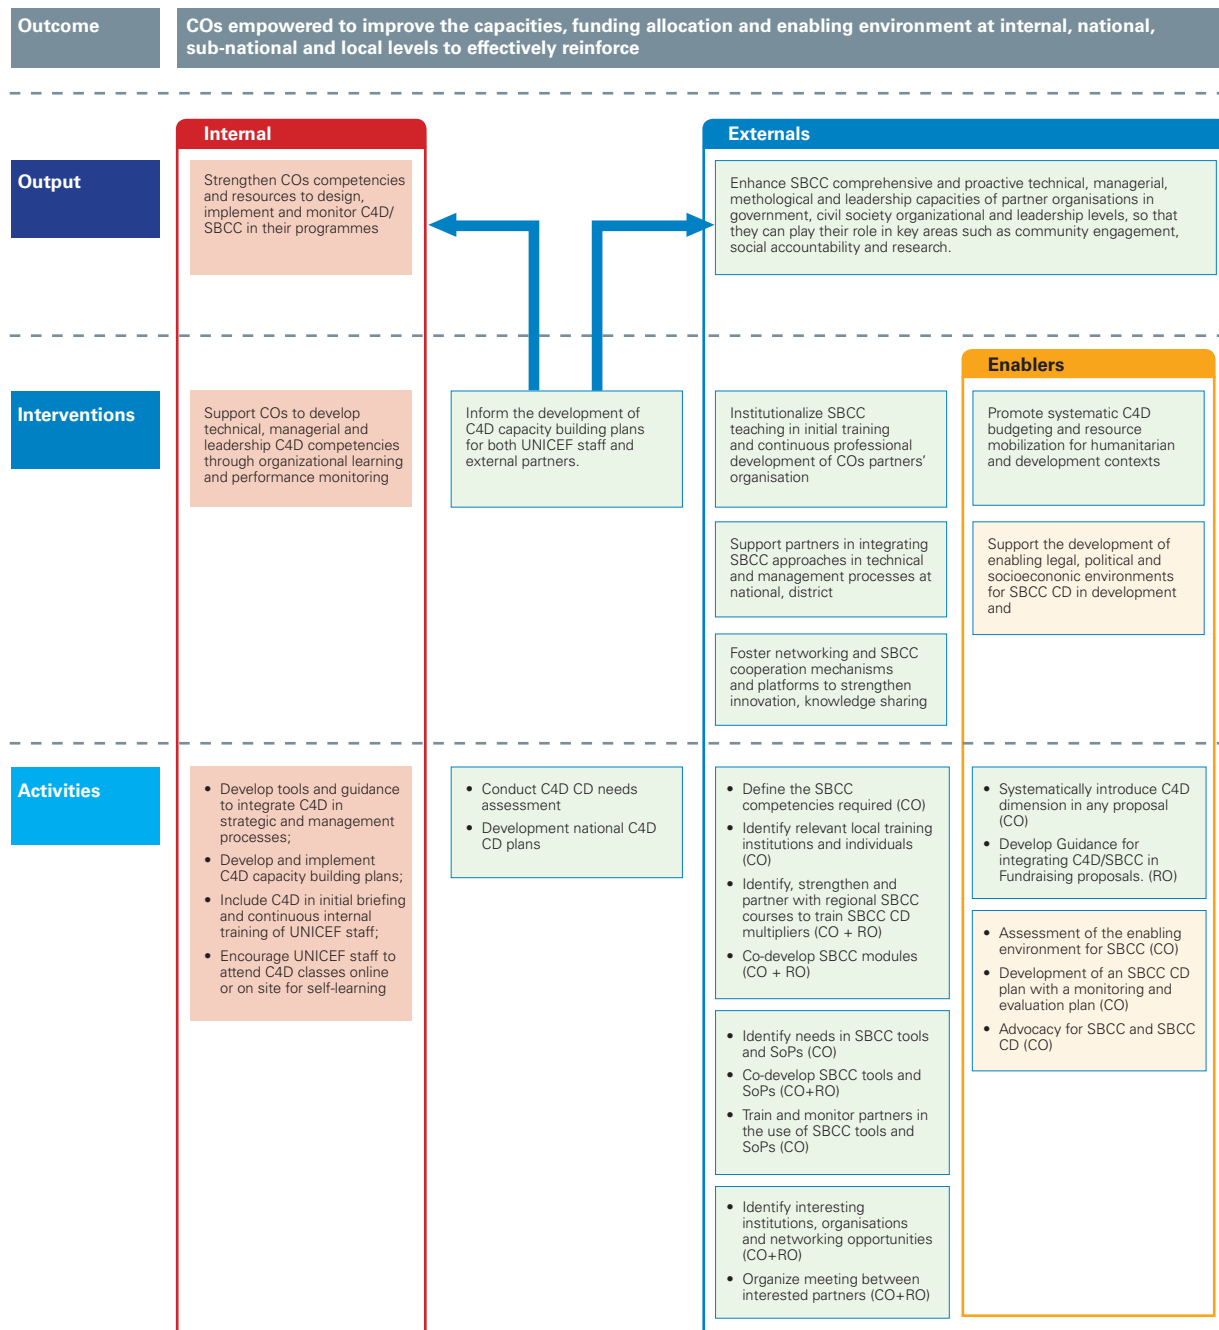 Outcome
COs empowered to improve the capacities, funding allocation and enabling environment at internal, national,
sub-national and local levels to effectively reinforce
Internal
Externals
Output
Strengthen COs competencies
and resources to design,
implement and monitor C4D/
SBCC in their programmes
Enhance SBCC comprehensive and proactive technical, managerial,
methological and leadership capacities of partner organisations in
government, civil society organizational and leadership levels, so that
they can play their role in key areas such as community engagement,
social accountability and research.
Enablers
Interventions
Support COs to develop
technical, managerial and
leadership C4D competencies
through organizational learning
and performance monitoring
Inform the development of
C4D capacity building plans
for both UNICEF staff and
external partners.
Institutionalize SBCC
teaching in initial training
and continuous professional
development of COs partners'
organisation
Promote systematic C4D
budgeting and resource
mobilization for humanitarian
and development contexts
Support partners in integrating
SBCC approaches in technical
and management processes at
national, district
Support the development of
enabling legal, political and
socioecononic environments
for SBCC CD in development
and
Foster networking and SBCC
cooperation mechanisms
and platforms to strengthen
innovation, knowledge sharing
Activities
• Develop tools and guidance
to integrate C4D in
strategic and management
processes;
• Develop and implement
C4D capacity building plans;
• Include C4D in initial briefing
and continuous internal
training of UNICEF staff;
• Encourage UNICEF staff to
attend C4D classes online
or on site for self-learning
• Conduct C4D CD needs
assessment
• Development national C4D
CD plans
• Define the SBCC
competencies required (CO)
• Identify relevant local training
institutions and individuals
(CO)
• Identify, strengthen and
partner with regional SBCC
courses to train SBCC CD
multipliers (CO + RO)
• Co-develop SBCC modules
(CO + RO)
• Systematically introduce C4D
dimension in any proposal
(CO)
• Develop Guidance for
integrating C4D/SBCC in
Fundraising proposals. (RO)
• Assessment of the enabling
environment for SBCC (CO)
• Development of an SBCC CD
plan with a monitoring and
evaluation plan (CO)
• Advocacy for SBCC and SBCC
CD (CO)
• Identify needs in SBCC tools
and SoPs (CO)
• Co-develop SBCC tools and
SoPs (CO+RO)
• Train and monitor partners in
the use of SBCC tools and
SoPs (CO)
• Identify interesting
institutions, organisations
and networking opportunities
(CO+RO)
• Organize meeting between
interested partners (CO+RO)